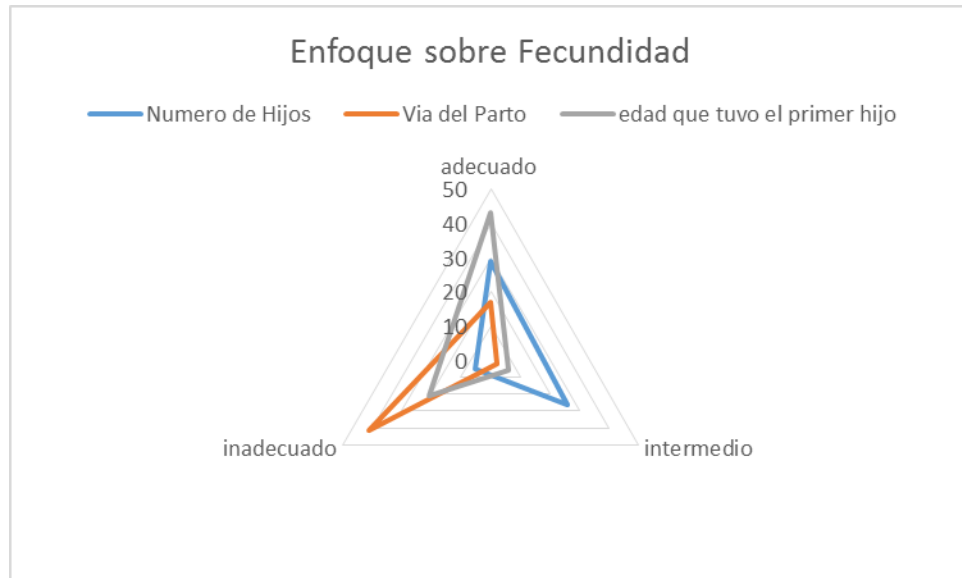 Enfoque sobre Fecundidad
Numero de Hijos Via del Parto edad que tuvo el primer hijo
adecuado
50
40
30
20
10
0
inadecuado intermedio